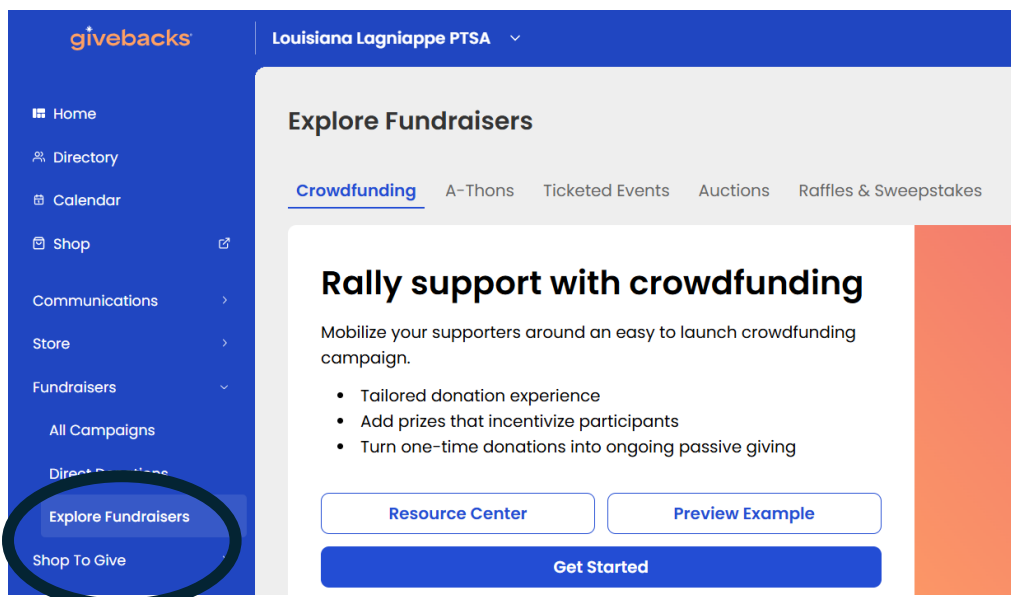 givebacks
Louisiana Lagniappe PTSA
Home
Directory
Calendar
Shop
Communications
Store
Fundraisers
All Campaigns
Direct Donations
Explore Fundraisers
Shop To Give
Explore Fundraisers
Crowdfunding A-Thons Ticketed Events Auctions Raffles & Sweepstakes
Rally support with crowdfunding
Mobilize your supporters around an easy to launch crowdfunding
campaign.
• Tailored donation experience
• Add prizes that incentivize participants
• Turn one-time donations into ongoing passive giving
Resource Center Preview Example
Get Started